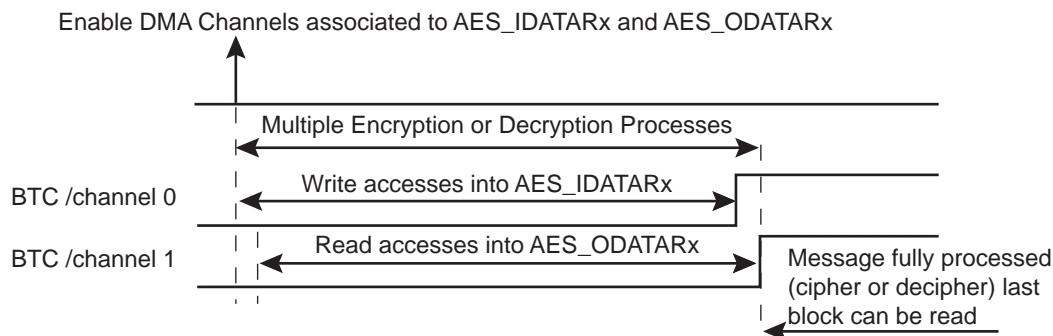 Enable DMA Channels associated to AES_IDATARx and AES_ODATARx
Multiple Encryption or Decryption Processes
BTC /channel 0
Write accesses into AES_IDATARx
BTC /channel 1
Read accesses into AES_ODATARx
Message fully processed
(cipher or decipher) last
block can be read